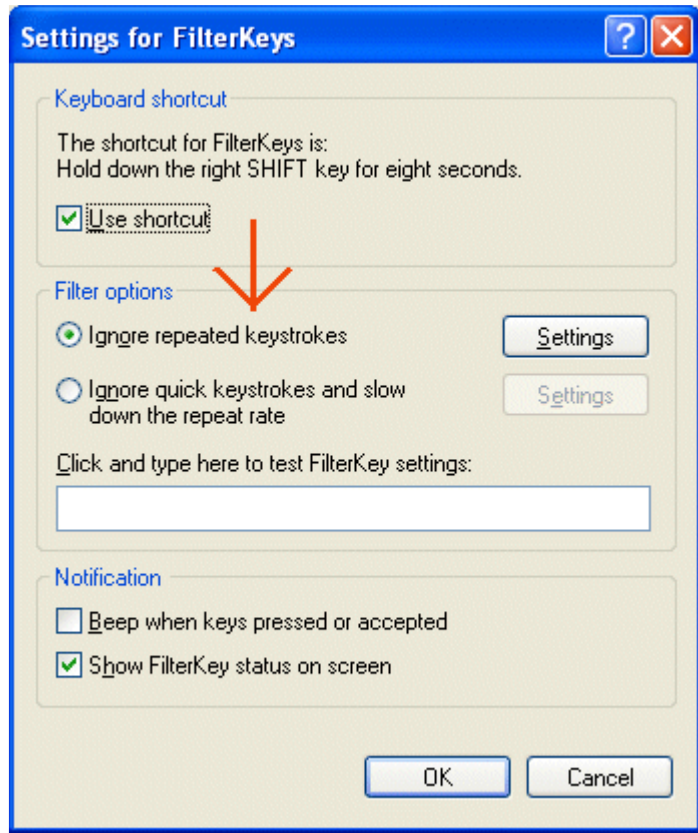 Settings for FilterKeys
?
Keyboard shortcut
The shortcut for FilterKeys is:
Hold down the right SHIFT key for eight seconds.
Use shortcut
Filter options
Ignore repeated keystrokes
Settings
Ignore quick keystrokes and slow
down the repeat rate
Settings
Click and type here to test FilterKey settings:
Notification
Beep when keys pressed or accepted
Show FilterKey status on screen
OK
Cancel